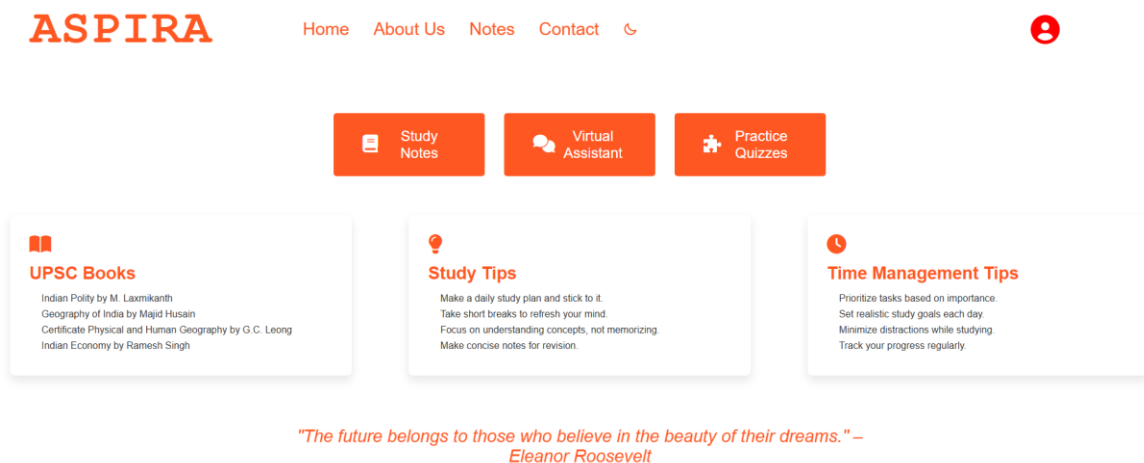 ASPIRA
Home About Us Notes Contact
Study
Notes
Virtual
Assistant
Practice
Quizzes
UPSC Books
Indian Polity by M. Laxmikanth
Geography of India by Majid Husain
Certificate Physical and Human Geography by G.C. Leong
Indian Economy by Ramesh Singh
Study Tips
Make a daily study plan and stick to it.
Take short breaks to refresh your mind.
Focus on understanding concepts, not memorizing.
Make concise notes for revision.
Time Management Tips
Prioritize tasks based on importance.
Set realistic study goals each day.
Minimize distractions while studying.
Track your progress regularly.
"The future belongs to those who believe in the beauty of their dreams." –
Eleanor Roosevelt